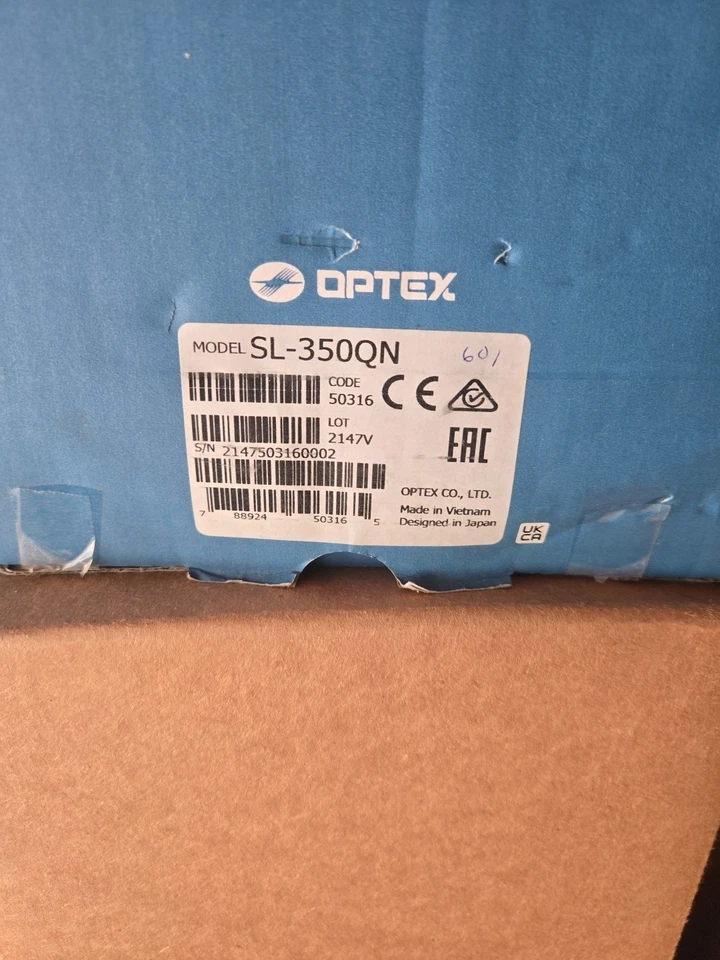 OPTEX
MODEL SL-350QN 601
CODE
50316 CE
LOT
2147V EAC
S/N 2147503160002
OPTEX CO., LTD.
Made in Vietnam
Designed in Japan
7 88924 50316 5
UK
CA